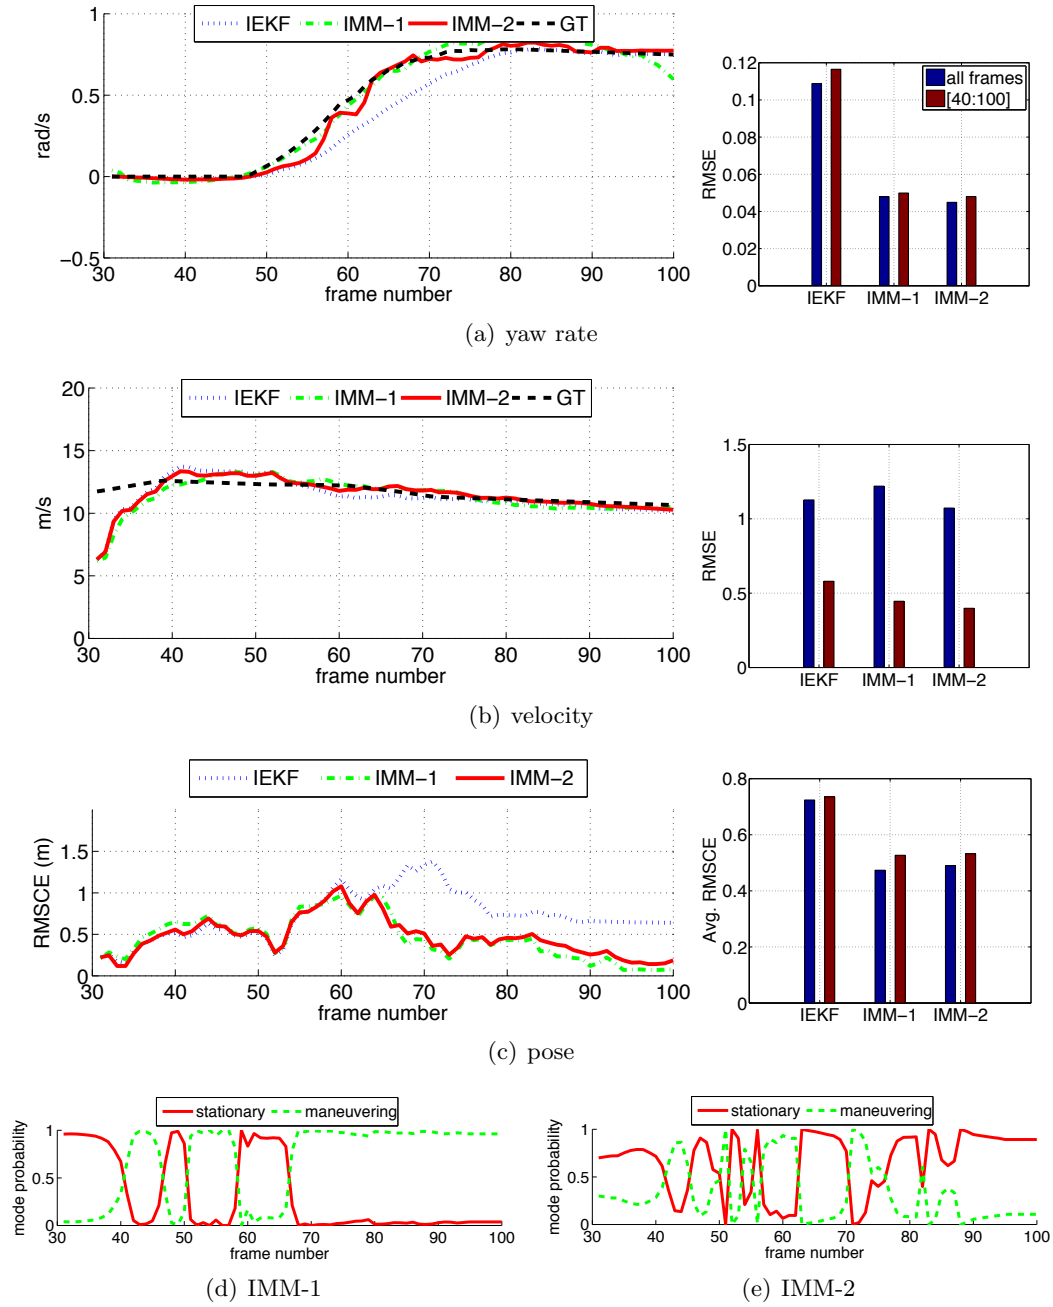 IEKF IMM-1 IMM-2 GT
1
0.5
0
-0.5
rad/s
30 40 50 60 70 80 90 100
frame number
0.12
0.1
0.08
0.06
0.04
0.02
0
RMSE
all frames
[40:100]
IEKF IMM-1 IMM-2
(a) yaw rate
IEKF IMM-1 IMM-2 GT
20
15
10
5
0
m/s
30 40 50 60 70 80 90 100
frame number
1.5
1
0.5
0
RMSE
IEKF IMM-1 IMM-2
(b) velocity
IEKF IMM-1 IMM-2
1.5
1
0.5
0
RMSCE (m)
30 40 50 60 70 80 90 100
frame number
0.8
0.6
0.4
0.2
0
Avg. RMSCE
IEKF IMM-1 IMM-2
(c) pose
stationary maneuvering
1
0.5
0
mode probability
30 40 50 60 70 80 90 100
frame number
(d) IMM-1
stationary maneuvering
1
0.5
0
mode probability
30 40 50 60 70 80 90 100
frame number
(e) IMM-2